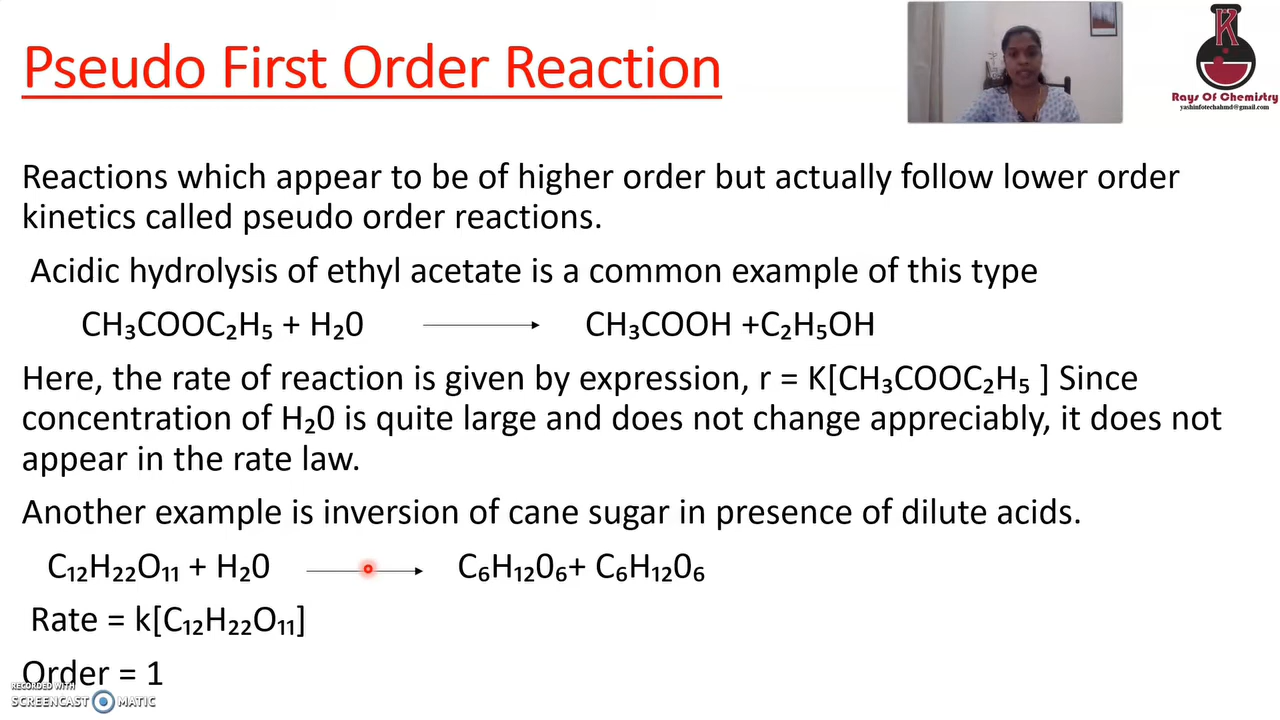 Pseudo First Order Reaction
K
Rays Of Chemistry
yashinfotechahmd@gmail.com
Reactions which appear to be of higher order but actually follow lower order
kinetics called pseudo order reactions.
Acidic hydrolysis of ethyl acetate is a common example of this type
CH₃COOC₂H₅ + H₂0 → CH₃COOH +C₂H₅OH
Here, the rate of reaction is given by expression, r = K[CH₃COOC₂H₅ ] Since
concentration of H₂0 is quite large and does not change appreciably, it does not
appear in the rate law.
Another example is inversion of cane sugar in presence of dilute acids.
C₁₂H₂₂O₁₁ + H₂0 → C₆H₁₂0₆+ C₆H₁₂0₆
Rate = k[C₁₂H₂₂O₁₁]
Order = 1
RECORDED WITH
SCREENCAST MATIC